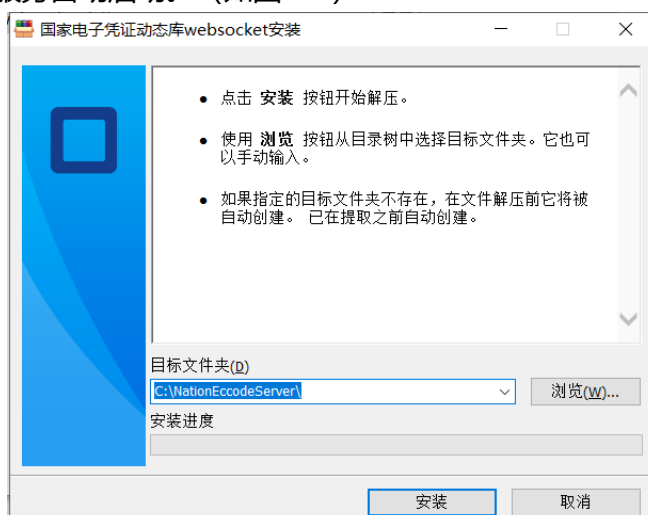 国家电子凭证动态库websocket安装
• 点击 安装 按钮开始解压。
• 使用 浏览 按钮从目录树中选择目标文件夹。它也可
以手动输入。
• 如果指定的目标文件夹不存在，在文件解压前它将被
自动创建。 已在提取之前自动创建。
目标文件夹(D)
C:\NationEccodeServer\
浏览(W)...
安装进度
安装
取消